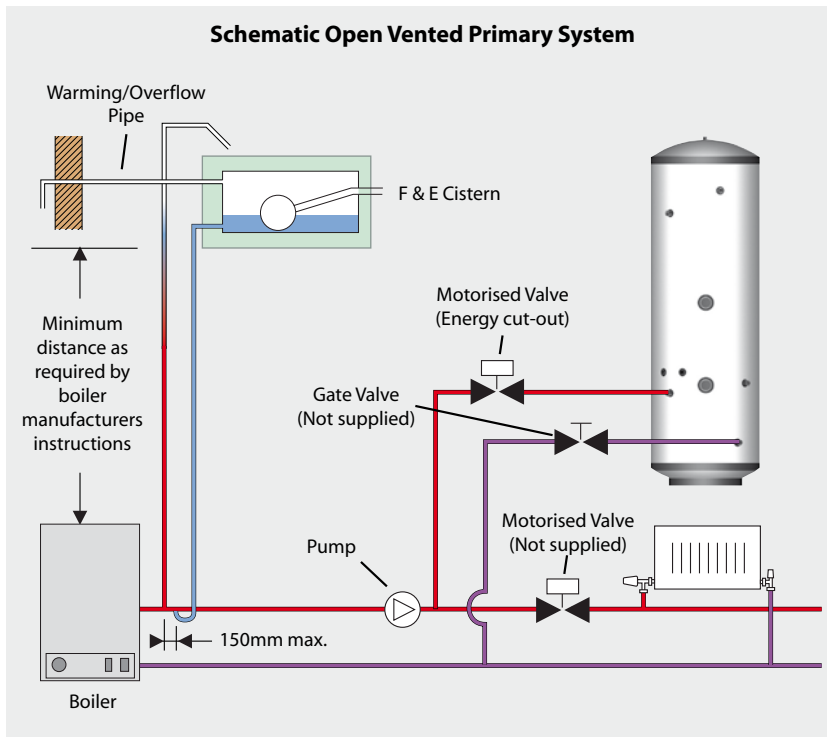 Schematic Open Vented Primary System
Warming/Overflow
Pipe
F & E Cistern
Minimum
distance as
required by
boiler
manufacturers
instructions
Motorised Valve
(Energy cut-out)
Gate Valve
(Not supplied)
Motorised Valve
(Not supplied)
Pump
150mm max.
Boiler